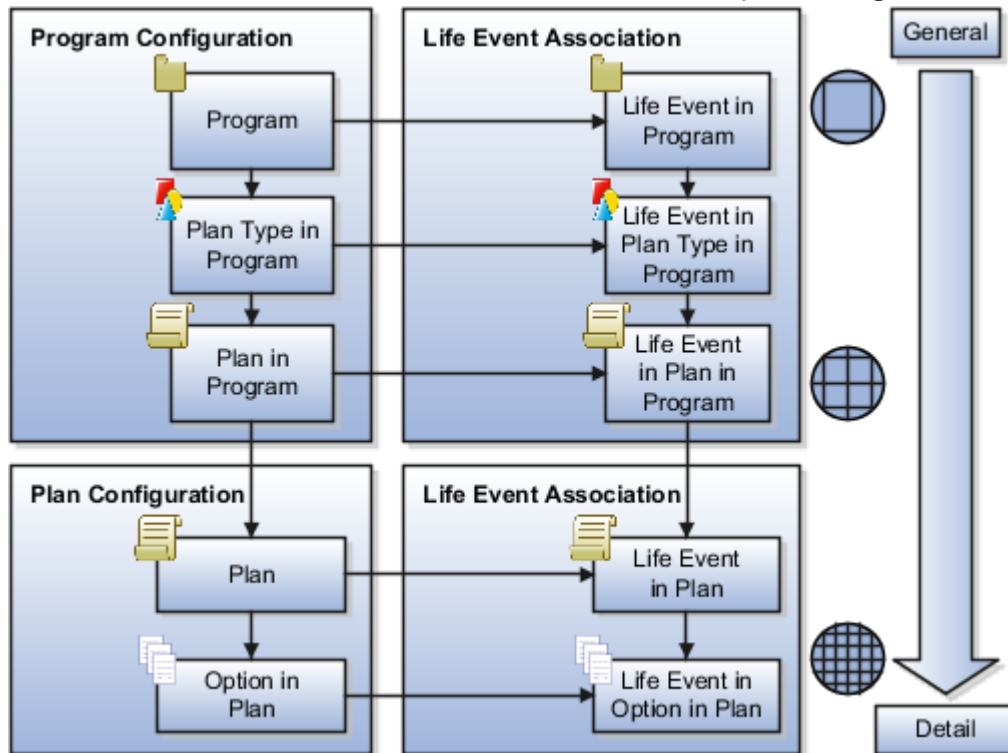 Program Configuration
Life Event Association
General
Program
Life Event in
Program
Plan Type in
Program
Life Event in
Plan Type in
Program
Plan in
Program
Life Event
in Plan in
Program
Plan Configuration
Life Event Association
Plan
Life Event
in Plan
Option in
Plan
Life Event in
Option in Plan
Detail